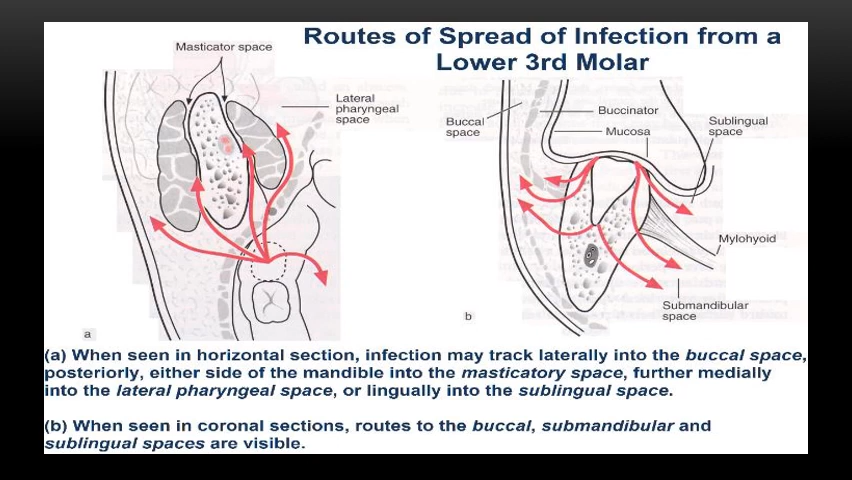 Routes of Spread of Infection from a
Lower 3rd Molar
Masticator space
Lateral
pharyngeal
space
a
Buccal
space
Buccinator
Mucosa
Sublingual
space
Mylohyoid
Submandibular
space
b
(a) When seen in horizontal section, infection may track laterally into the buccal space,
posteriorly, either side of the mandible into the masticatory space, further medially
into the lateral pharyngeal space, or lingually into the sublingual space.
(b) When seen in coronal sections, routes to the buccal, submandibular and
sublingual spaces are visible.